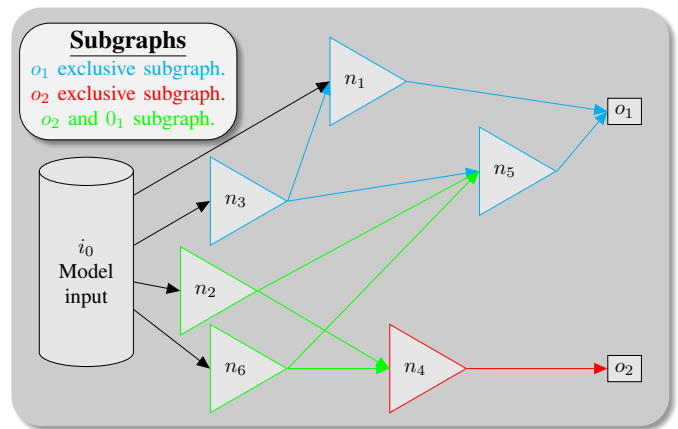 Subgraphs
o₁ exclusive subgraph.
o₂ exclusive subgraph.
o₂ and 0₁ subgraph.
n₁
o₁
n₅
n₃
i₀
Model
input
n₂
n₆
n₄
o₂